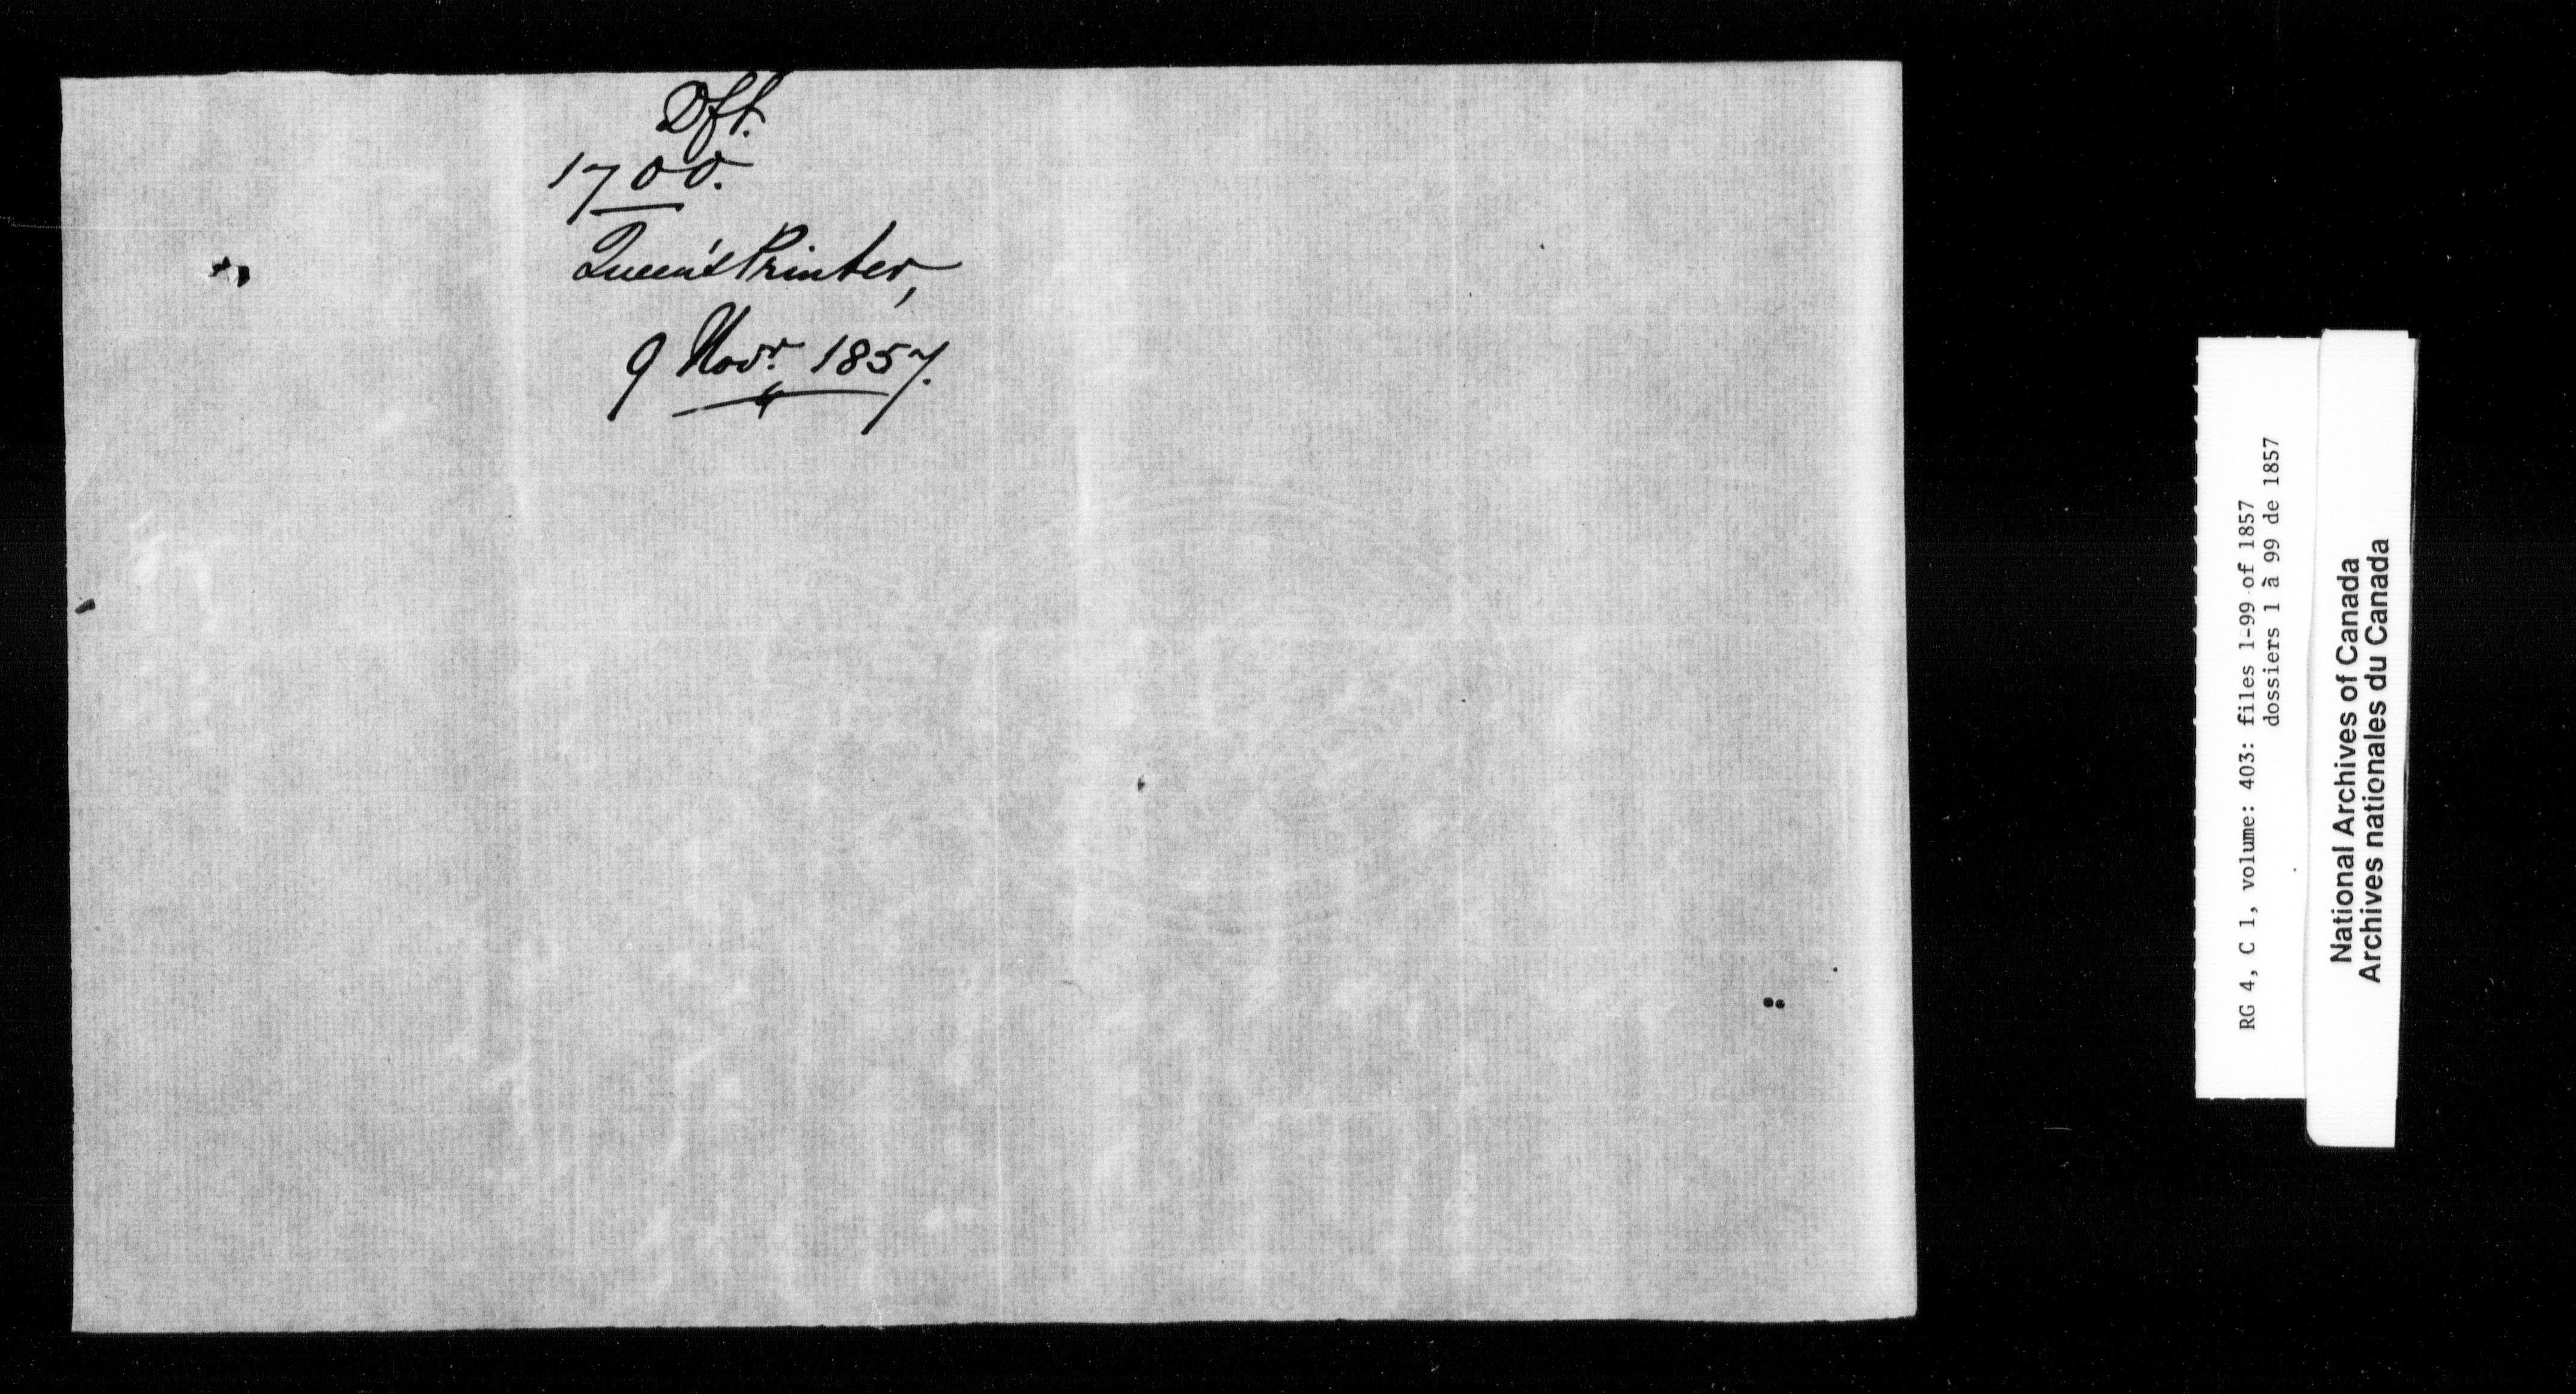 Dft.
1700.
Queen's Printer,
9 Novr. 1857.
RG 4, C 1, volume: 403: files 1-99 of 1857
dossiers 1 à 99 de 1857
National Archives of Canada
Archives nationales du Canada